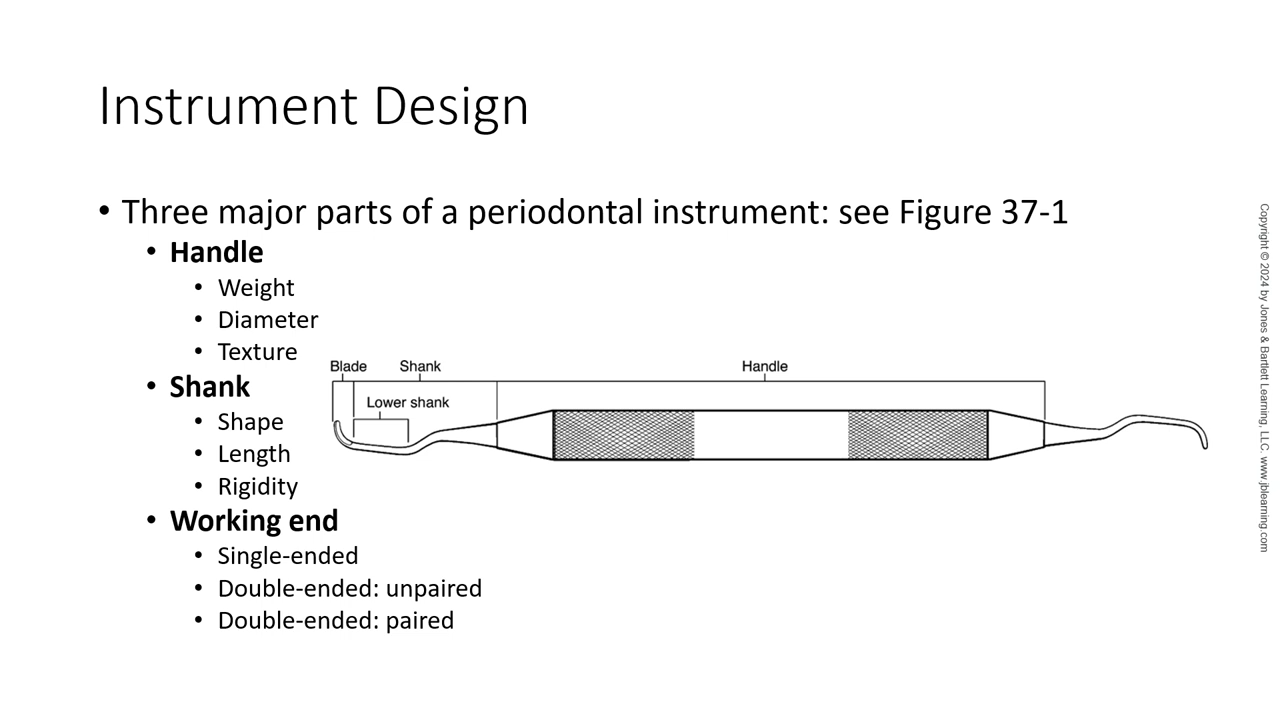 Instrument Design
• Three major parts of a periodontal instrument: see Figure 37-1
• Handle
• Weight
• Diameter
• Texture
• Shank
• Shape
• Length
• Rigidity
• Working end
• Single-ended
• Double-ended: unpaired
• Double-ended: paired
Blade
Shank
Handle
Lower shank
Copyright © 2024 by Jones & Bartlett Learning, LLC. www.jblearning.com